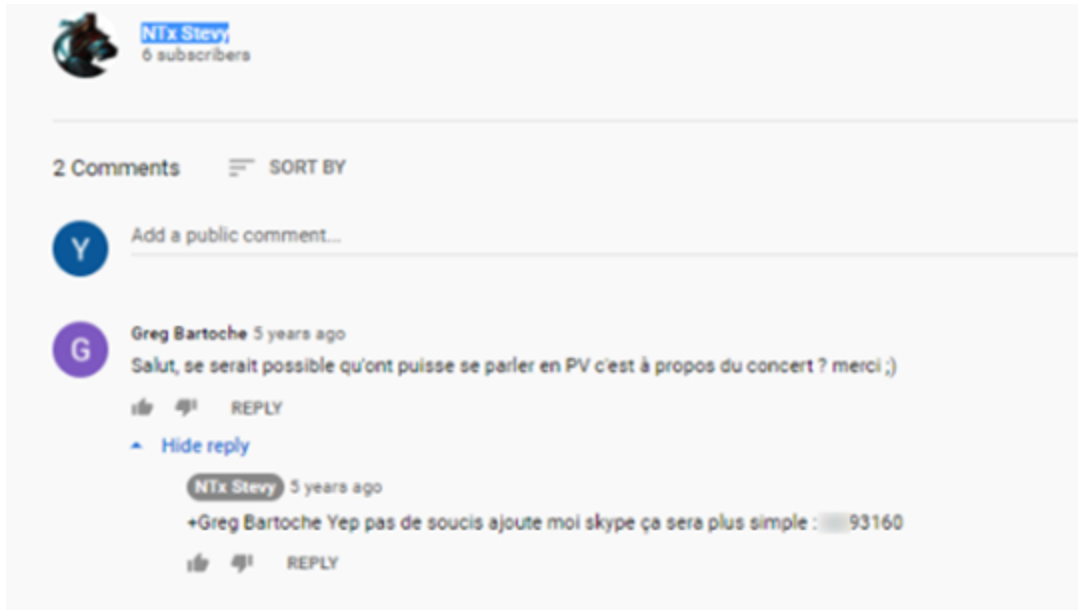 NTx Stevy
6 subscribers
2 Comments SORT BY
Y
Add a public comment...
G
Greg Bartoche 5 years ago
Salut, se serait possible qu'ont puisse se parler en PV c'est à propos du concert ? merci ;)
REPLY
Hide reply
NTx Stevy 5 years ago
+Greg Bartoche Yep pas de soucis ajoute moi skype ça sera plus simple : 93160
REPLY